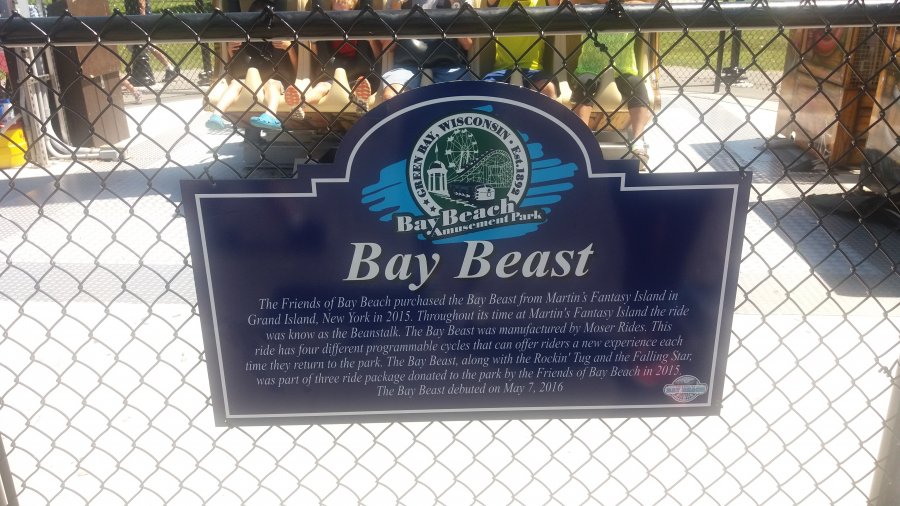 GREEN BAY, WISCONSIN • Est. 1892
Bay Beach
Amusement Park
Bay Beast
The Friends of Bay Beach purchased the Bay Beast from Martin's Fantasy Island in
Grand Island, New York in 2015. Throughout its time at Martin's Fantasy Island the ride
was know as the Beanstalk. The Bay Beast was manufactured by Moser Rides. This
ride has four different programmable cycles that can offer riders a new experience each
time they return to the park. The Bay Beast, along with the Rockin' Tug and the Falling Star,
was part of three ride package donated to the park by the Friends of Bay Beach in 2015.
The Bay Beast debuted on May 7, 2016